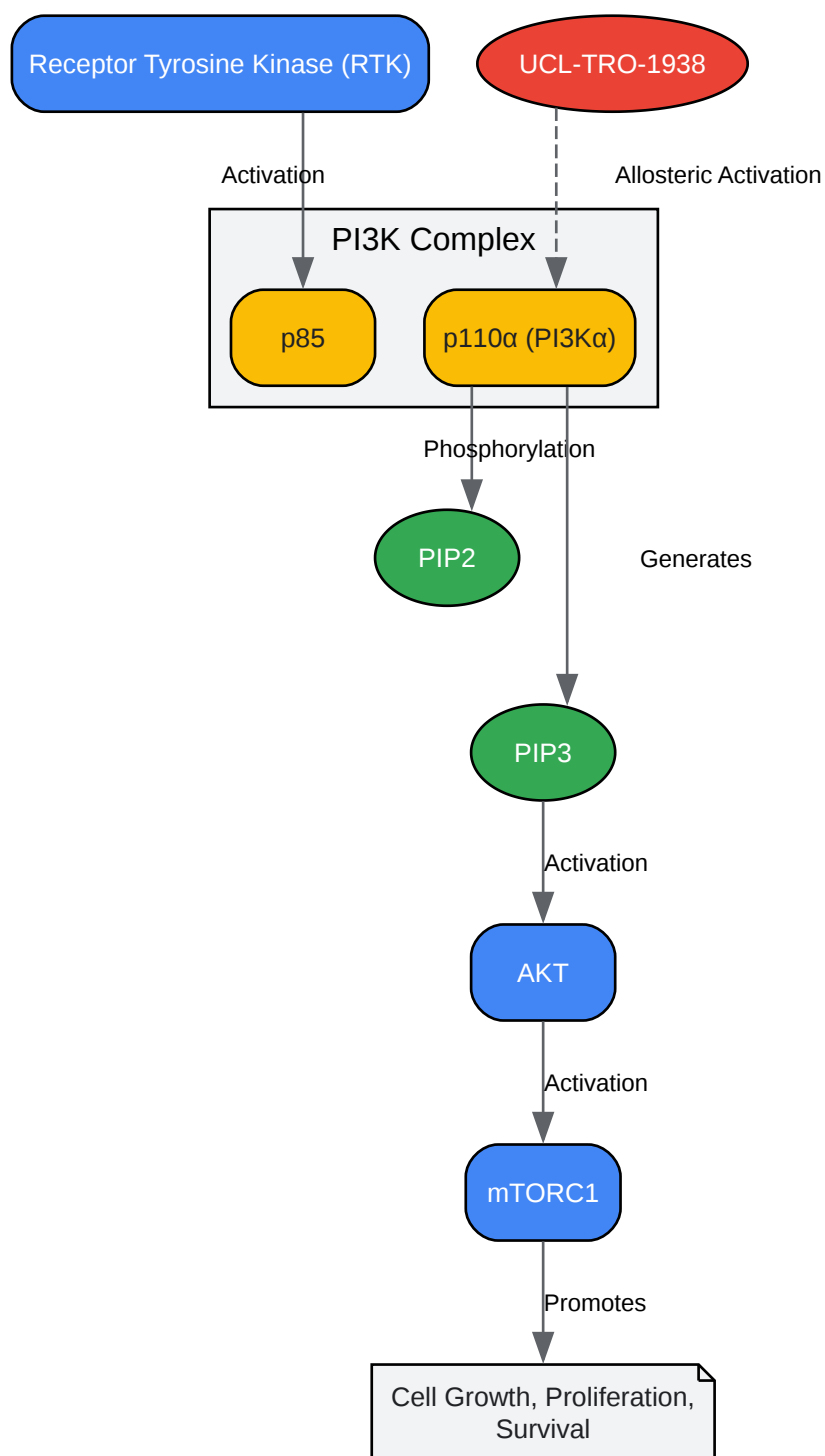 Receptor Tyrosine Kinase (RTK)
UCL-TRO-1938
Activation
Allosteric Activation
PI3K Complex
p85
p110α (PI3Kα)
Phosphorylation
PIP2
Generates
PIP3
Activation
AKT
Activation
mTORC1
Promotes
Cell Growth, Proliferation,
Survival